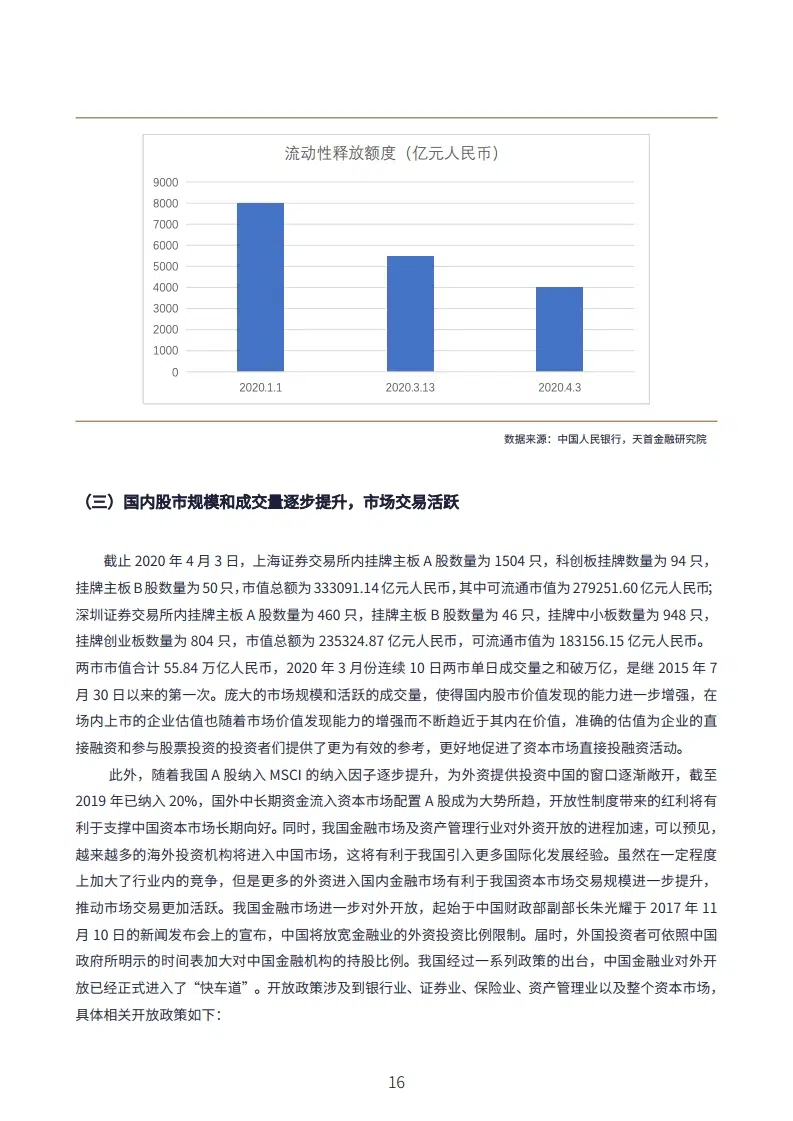 流动性释放额度（亿元人民币）
9000
8000
7000
6000
5000
4000
3000
2000
1000
0
2020.1.1
2020.3.13
2020.4.3
数据来源：中国人民银行，天首金融研究院
（三）国内股市规模和成交量逐步提升，市场交易活跃
截止 2020 年 4 月 3 日，上海证券交易所内挂牌主板 A 股数量为 1504 只，科创板挂牌数量为 94 只，
挂牌主板 B 股数量为 50 只，市值总额为 333091.14 亿元人民币，其中可流通市值为 279251.60 亿元人民币；
深圳证券交易所内挂牌主板 A 股数量为 460 只，挂牌主板 B 股数量为 46 只，挂牌中小板数量为 948 只，
挂牌创业板数量为 804 只，市值总额为 235324.87 亿元人民币，可流通市值为 183156.15 亿元人民币。
两市市值合计 55.84 万亿人民币，2020 年 3 月份连续 10 日两市单日成交量之和破万亿，是继 2015 年 7
月 30 日以来的第一次。庞大的市场规模和活跃的成交量，使得国内股市价值发现的能力进一步增强，在
场内上市的企业估值也随着市场价值发现能力的增强而不断趋近于其内在价值，准确的估值为企业的直
接融资和参与股票投资的投资者们提供了更为有效的参考，更好地促进了资本市场直接投融资活动。
此外，随着我国 A 股纳入 MSCI 的纳入因子逐步提升，为外资提供投资中国的窗口逐渐敞开，截至
2019 年已纳入 20%，国外中长期资金流入资本市场配置 A 股成为大势所趋，开放性制度带来的红利将有
利于支撑中国资本市场长期向好。同时，我国金融市场及资产管理行业对外资开放的进程加速，可以预见，
越来越多的海外投资机构将进入中国市场，这将有利于我国引入更多国际化发展经验。虽然在一定程度
上加大了行业内的竞争，但是更多的外资进入国内金融市场有利于我国资本市场交易规模进一步提升，
推动市场交易更加活跃。我国金融市场进一步对外开放，起始于中国财政部副部长朱光耀于 2017 年 11
月 10 日的新闻发布会上的宣布，中国将放宽金融业的外资投资比例限制。届时，外国投资者可依照中国
政府所明示的时间表加大对中国金融机构的持股比例。我国经过一系列政策的出台，中国金融业对外开
放已经正式进入了“快车道”。开放政策涉及到银行业、证券业、保险业、资产管理业以及整个资本市场，
具体相关开放政策如下：
16